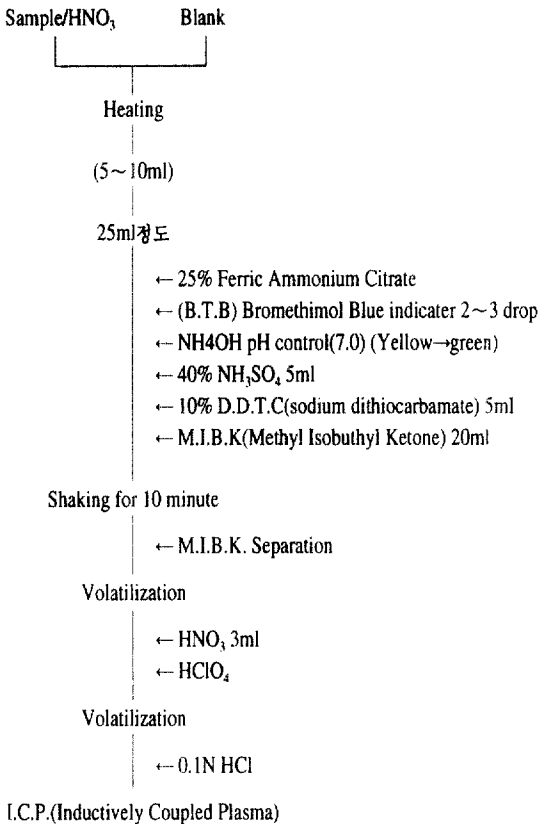 Sample/HNO₃ Blank
Heating
(5~10ml)
25ml정도
← 25% Ferric Ammonium Citrate
← (B.T.B) Bromethimol Blue indicater 2~3 drop
← NH4OH pH control(7.0) (Yellow→green)
← 40% NH₃SO₄ 5ml
← 10% D.D.T.C(sodium dithiocarbamate) 5ml
← M.I.B.K(Methyl Isobuthyl Ketone) 20ml
Shaking for 10 minute
← M.I.B.K. Separation
Volatilization
← HNO₃ 3ml
← HClO₄
Volatilization
← 0.1N HCl
I.C.P.(Inductively Coupled Plasma)